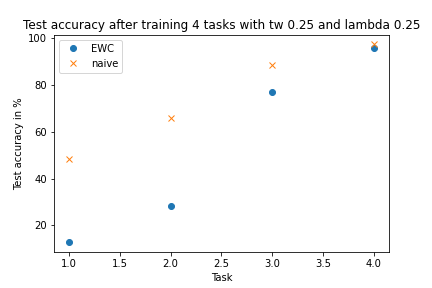 Test accuracy after training 4 tasks with tw 0.25 and lambda 0.25
100
80
60
40
20
Test accuracy in %
EWC
naive
1.0 1.5 2.0 2.5 3.0 3.5 4.0
Task